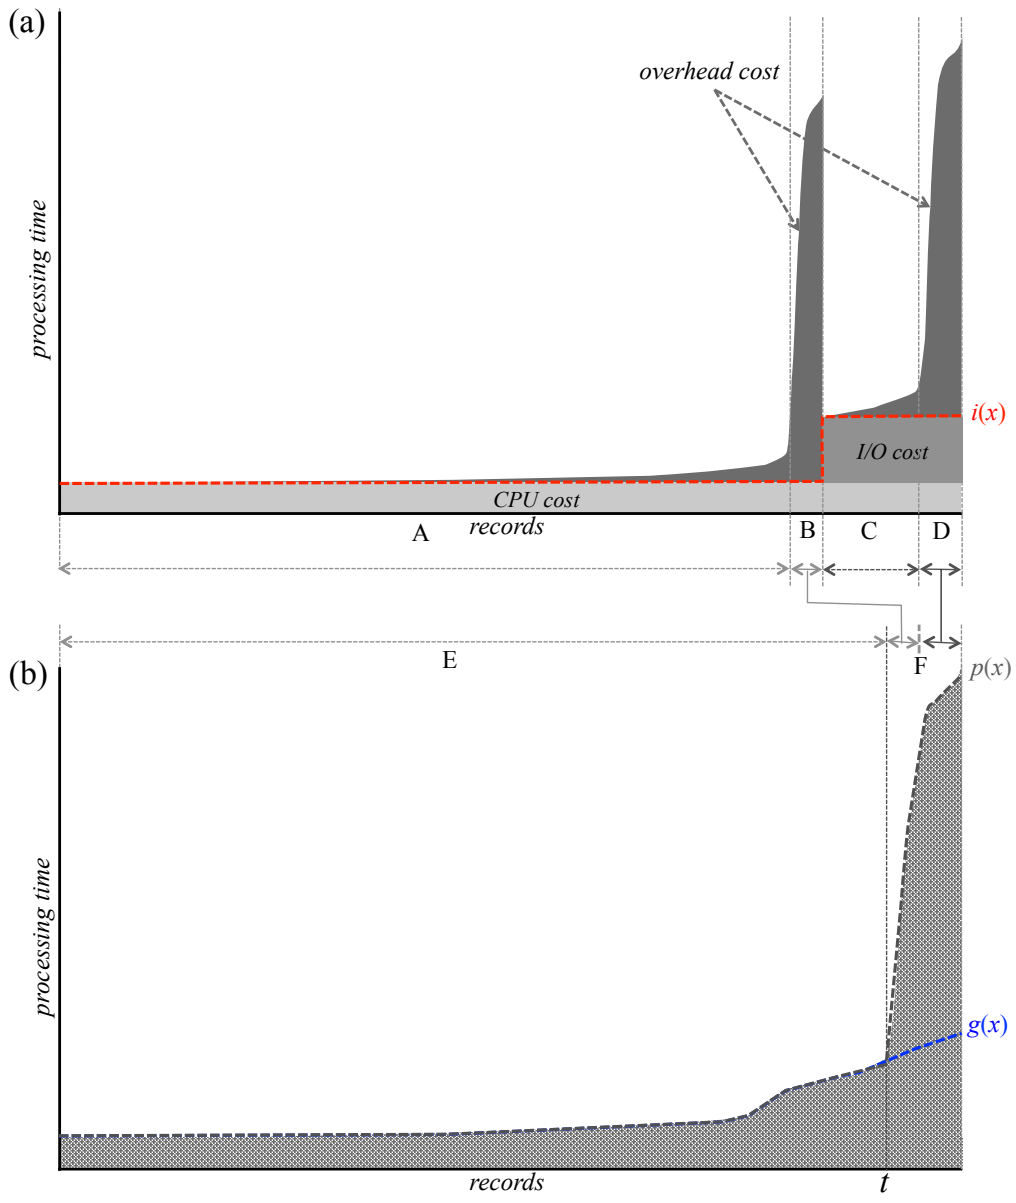 (a)
overhead cost
processing time
i(x)
I/O cost
CPU cost
records
A
B
C
D
E
F
(b)
p(x)
processing time
g(x)
records
t